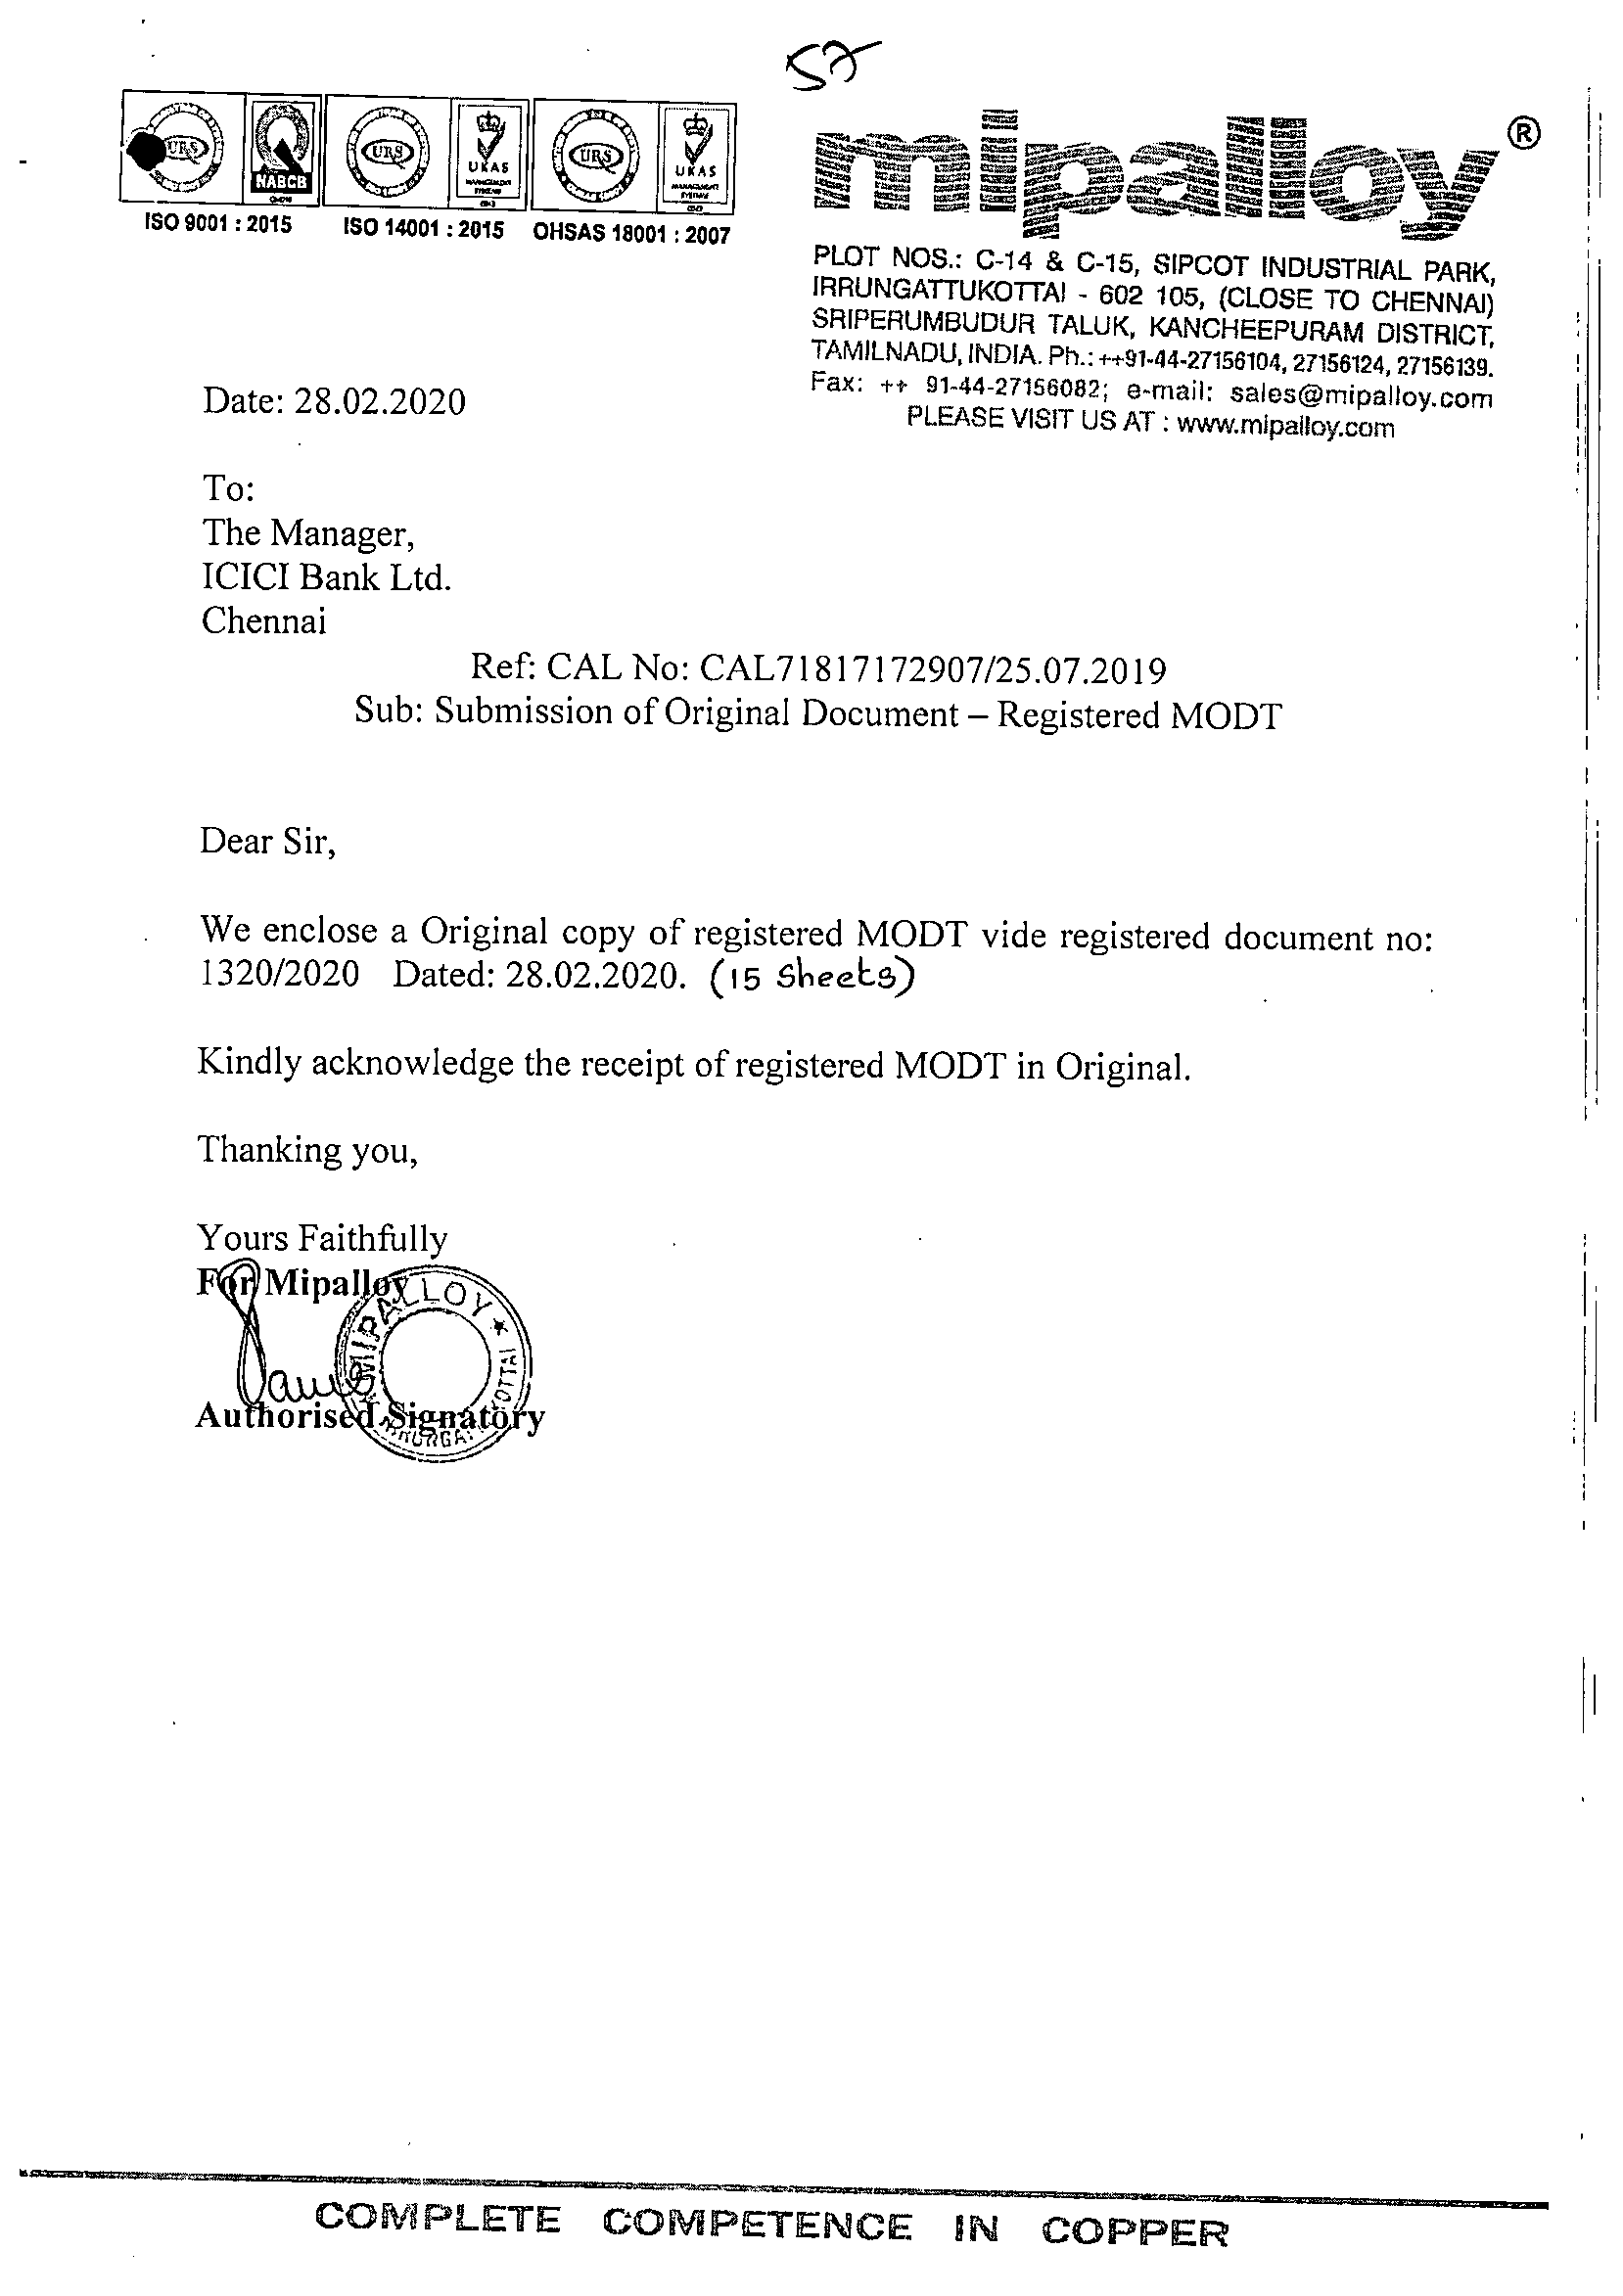 57
URS
NABCB
URS
UKAS
MANAGEMENT
SYSTEMS
URS
UKAS
MANAGEMENT
SYSTEMS
ISO 9001 : 2015 ISO 14001 : 2015 OHSAS 18001 : 2007
mipalloy®
PLOT NOS.: C-14 & C-15, SIPCOT INDUSTRIAL PARK,
IRRUNGATTUKOTTAI - 602 105, (CLOSE TO CHENNAI)
SRIPERUMBUDUR TALUK, KANCHEEPURAM DISTRICT,
TAMILNADU, INDIA. Ph.: ++91-44-27156104, 27156124, 27156139.
Fax: ++ 91-44-27156082; e-mail: sales@mipalloy.com
PLEASE VISIT US AT : www.mipalloy.com
Date: 28.02.2020
To:
The Manager,
ICICI Bank Ltd.
Chennai
Ref: CAL No: CAL71817172907/25.07.2019
Sub: Submission of Original Document – Registered MODT
Dear Sir,
We enclose a Original copy of registered MODT vide registered document no:
1320/2020 Dated: 28.02.2020. (15 Sheets)
Kindly acknowledge the receipt of registered MODT in Original.
Thanking you,
Yours Faithfully
For Mipalloy
MIPALLOY
Authorised Signatory
COMPLETE COMPETENCE IN COPPER